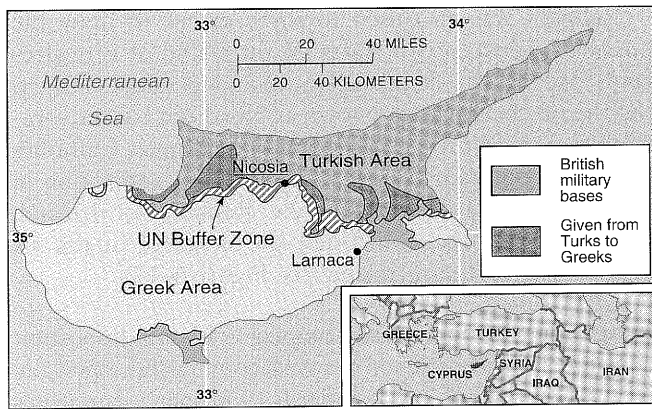 33°
34°
0 20 40 MILES
0 20 40 KILOMETERS
Mediterranean
Sea
Nicosia
Turkish Area
British
military
bases
Given from
Turks to
Greeks
35°
UN Buffer Zone
Larnaca
Greek Area
33°
GREECE
TURKEY
CYPRUS
SYRIA
IRAQ
IRAN